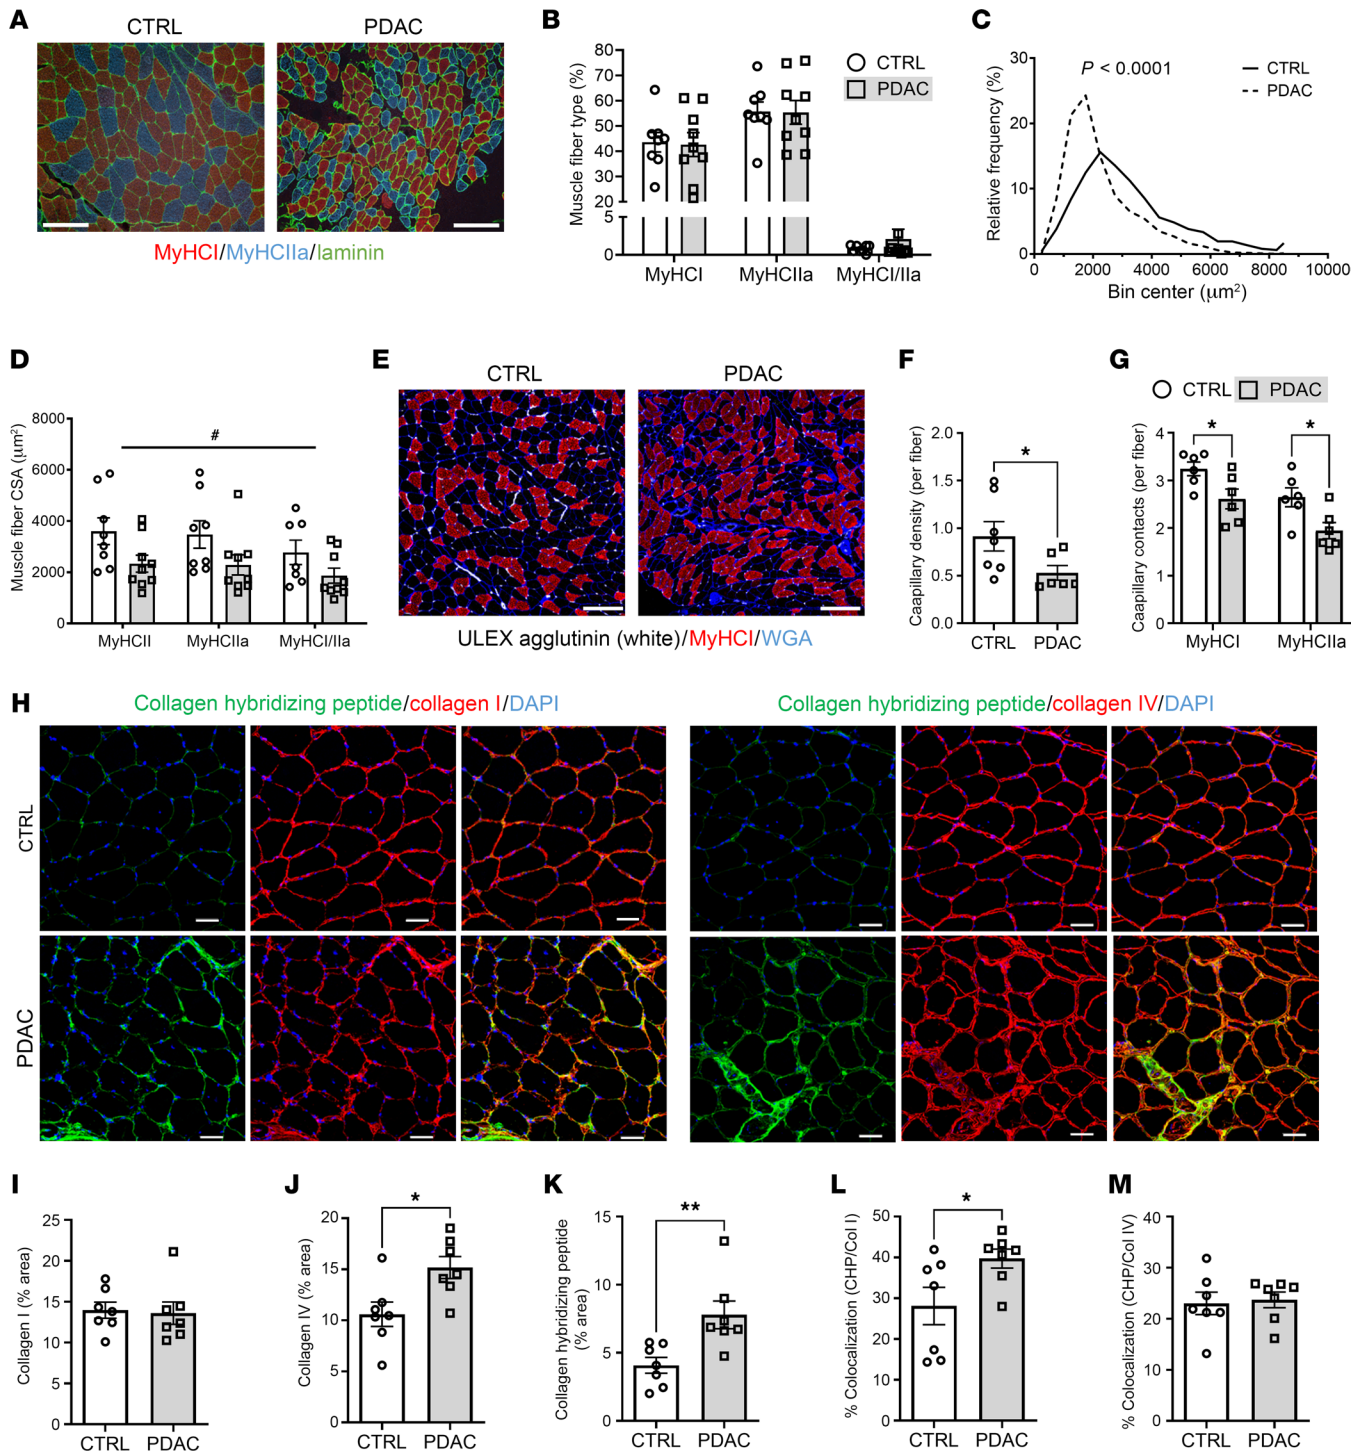 A
CTRL
PDAC
MyHCI/MyHCIIa/laminin
B
Muscle fiber type (%)
80
70
60
50
40
30
20
5
0
MyHCI
MyHCIIa
MyHCI/IIa
CTRL
PDAC
C
Relative frequency (%)
30
20
10
0
P < 0.0001
CTRL
PDAC
0
2000
4000
6000
8000
10000
Bin center (μm²)
D
Muscle fiber CSA (μm²)
8000
6000
4000
2000
0
#
MyHCII
MyHCIIa
MyHCI/IIa
E
CTRL
PDAC
ULEX agglutinin (white)/MyHCI/WGA
F
Caapillary density (per fiber)
2.0
1.5
1.0
0.5
0.0
*
CTRL
PDAC
G
CTRL
PDAC
Caapillary contacts (per fiber)
4
3
2
1
0
*
*
MyHCI
MyHCIIa
H
Collagen hybridizing peptide/collagen I/DAPI
Collagen hybridizing peptide/collagen IV/DAPI
CTRL
PDAC
I
Collagen I (% area)
25
20
15
10
5
0
CTRL
PDAC
J
Collagen IV (% area)
20
15
10
5
0
*
CTRL
PDAC
K
Collagen hybridizing peptide
(% area)
15
10
5
0
**
CTRL
PDAC
L
% Colocalization (CHP/Col I)
50
40
30
20
10
0
*
CTRL
PDAC
M
% Colocalization (CHP/Col IV)
40
30
20
10
0
CTRL
PDAC